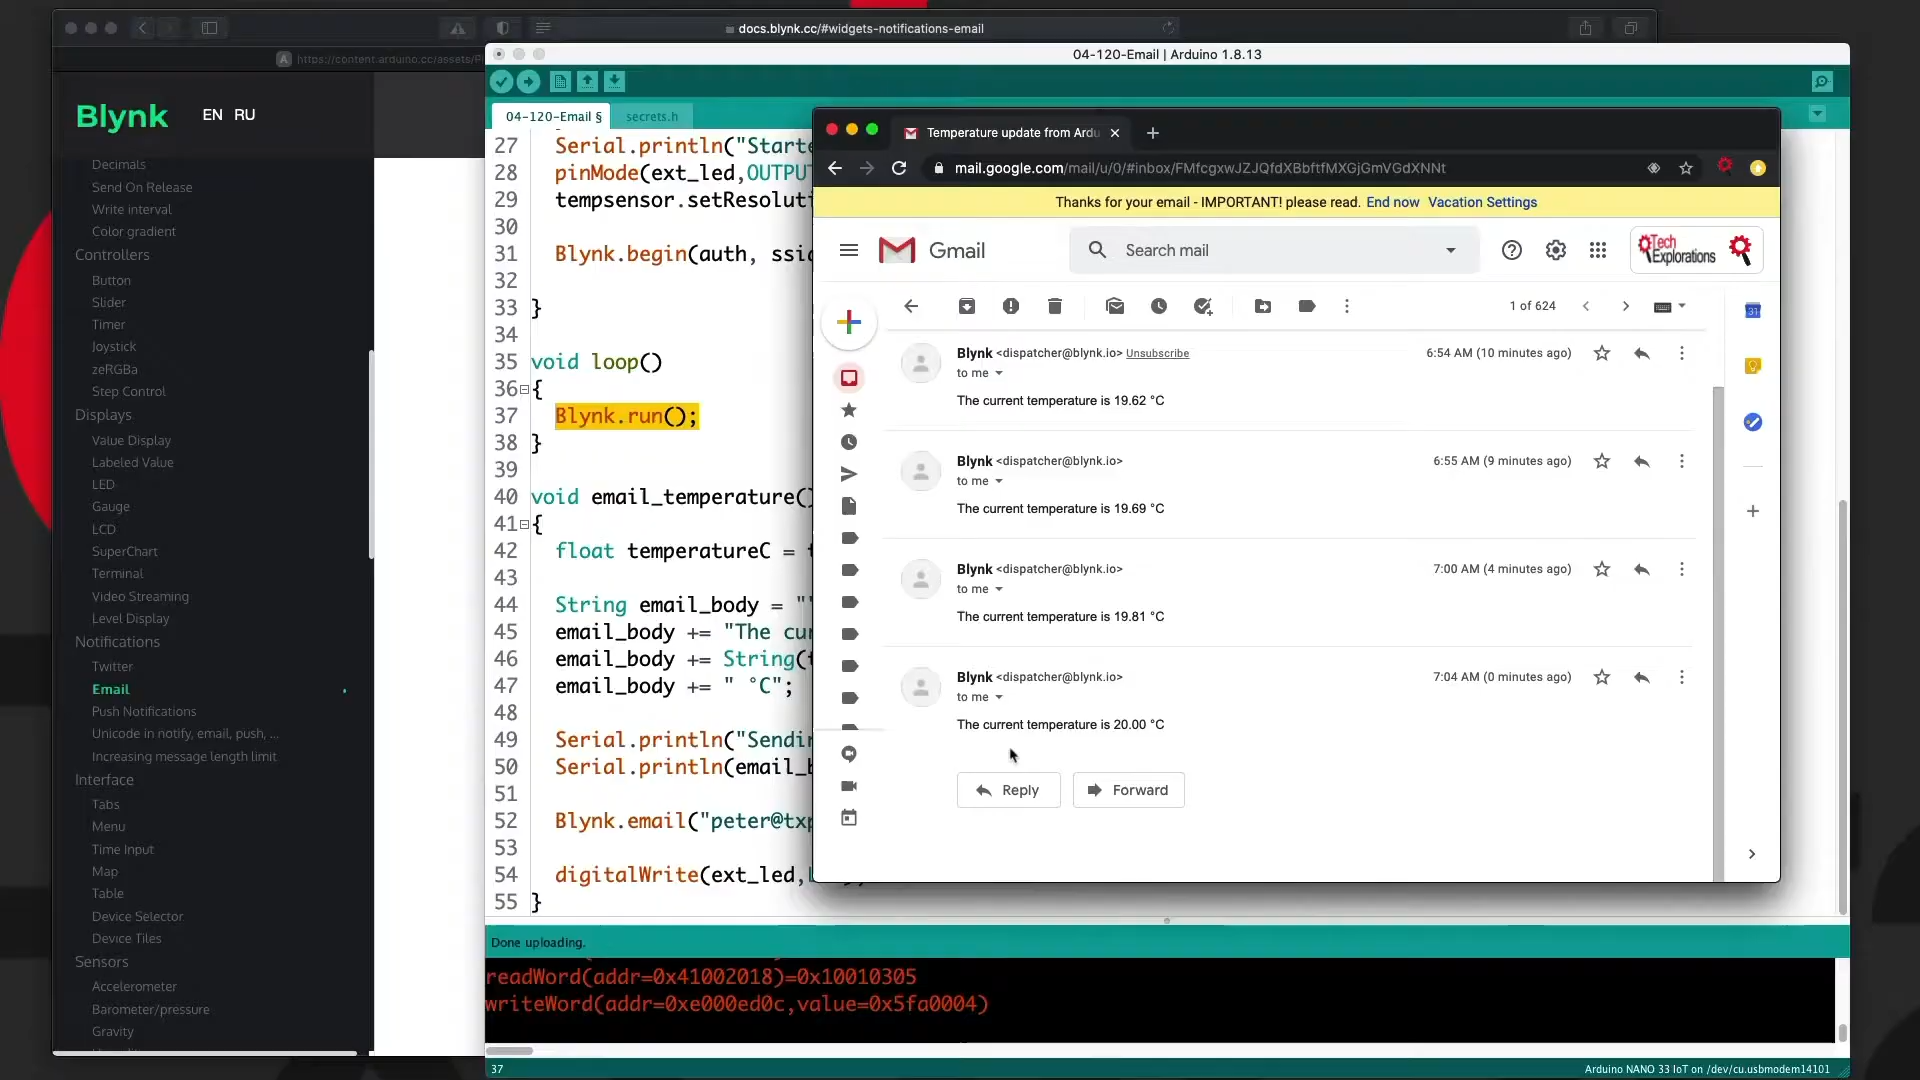 docs.blynk.cc/#widgets-notifications-email
https://content.arduino.cc/assets/
04-120-Email | Arduino 1.8.13
Blynk
EN RU
Decimals
Send On Release
Write interval
Color gradient
Controllers
Button
Slider
Timer
Joystick
zeRGBa
Step Control
Displays
Value Display
Labeled Value
LED
Gauge
LCD
SuperChart
Terminal
Video Streaming
Level Display
Notifications
Twitter
Email
Push Notifications
Unicode in notify, email, push, ...
Increasing message length limit
Interface
Tabs
Menu
Time Input
Map
Table
Device Selector
Device Tiles
Sensors
Accelerometer
Barometer/pressure
Gravity
04-120-Email § secrets.h
27 Serial.println("Starte
28 pinMode(ext_led,OUTPUT
29 tempsensor.setResoluti
30
31 Blynk.begin(auth, ssid
32
33 }
34
35 void loop()
36 {
37 Blynk.run();
38 }
39
40 void email_temperature()
41 {
42 float temperatureC = t
43
44 String email_body = ""
45 email_body += "The cur
46 email_body += String(t
47 email_body += " °C";
48
49 Serial.println("Sendin
50 Serial.println(email_b
51
52 Blynk.email("peter@txp
53
54 digitalWrite(ext_led,
55 }
Done uploading.
readWord(addr=0x41002018)=0x10010305
writeWord(addr=0xe000ed0c,value=0x5fa0004)
37
Arduino NANO 33 IoT on /dev/cu.usbmodem14101
Temperature update from Ardu
mail.google.com/mail/u/0/#inbox/FMfcgxwJZJQfdXBbftfMXGjGmVGdXNNt
Thanks for your email - IMPORTANT! please read. End now Vacation Settings
Gmail
Search mail
Tech
Explorations
1 of 624
Blynk <dispatcher@blynk.io> Unsubscribe 6:54 AM (10 minutes ago)
to me
The current temperature is 19.62 °C
Blynk <dispatcher@blynk.io> 6:55 AM (9 minutes ago)
to me
The current temperature is 19.69 °C
Blynk <dispatcher@blynk.io> 7:00 AM (4 minutes ago)
to me
The current temperature is 19.81 °C
Blynk <dispatcher@blynk.io> 7:04 AM (0 minutes ago)
to me
The current temperature is 20.00 °C
Reply Forward
31